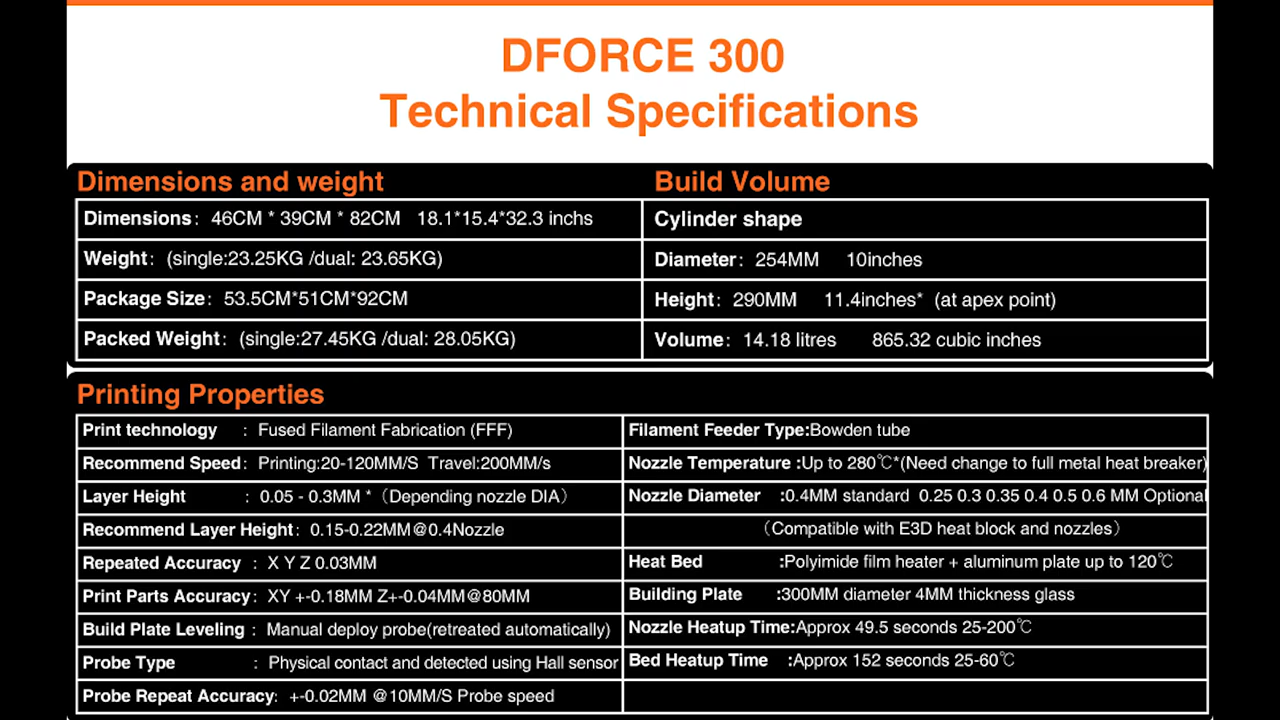 DFORCE 300
Technical Specifications
Dimensions and weight
Dimensions: 46CM * 39CM * 82CM 18.1*15.4*32.3 inchs
Weight: (single:23.25KG /dual: 23.65KG)
Package Size: 53.5CM*51CM*92CM
Packed Weight: (single:27.45KG /dual: 28.05KG)
Build Volume
Cylinder shape
Diameter: 254MM 10inches
Height: 290MM 11.4inches* (at apex point)
Volume: 14.18 litres 865.32 cubic inches
Printing Properties
Print technology : Fused Filament Fabrication (FFF)
Recommend Speed: Printing:20-120MM/S Travel:200MM/s
Layer Height : 0.05 - 0.3MM *（Depending nozzle DIA）
Recommend Layer Height: 0.15-0.22MM@0.4Nozzle
Repeated Accuracy : X Y Z 0.03MM
Print Parts Accuracy: XY +-0.18MM Z+-0.04MM@80MM
Build Plate Leveling : Manual deploy probe(retreated automatically)
Probe Type : Physical contact and detected using Hall sensor
Probe Repeat Accuracy: +-0.02MM @10MM/S Probe speed
Filament Feeder Type:Bowden tube
Nozzle Temperature :Up to 280℃*(Need change to full metal heat breaker)
Nozzle Diameter :0.4MM standard 0.25 0.3 0.35 0.4 0.5 0.6 MM Optional
（Compatible with E3D heat block and nozzles）
Heat Bed :Polyimide film heater + aluminum plate up to 120℃
Building Plate :300MM diameter 4MM thickness glass
Nozzle Heatup Time:Approx 49.5 seconds 25-200℃
Bed Heatup Time :Approx 152 seconds 25-60℃